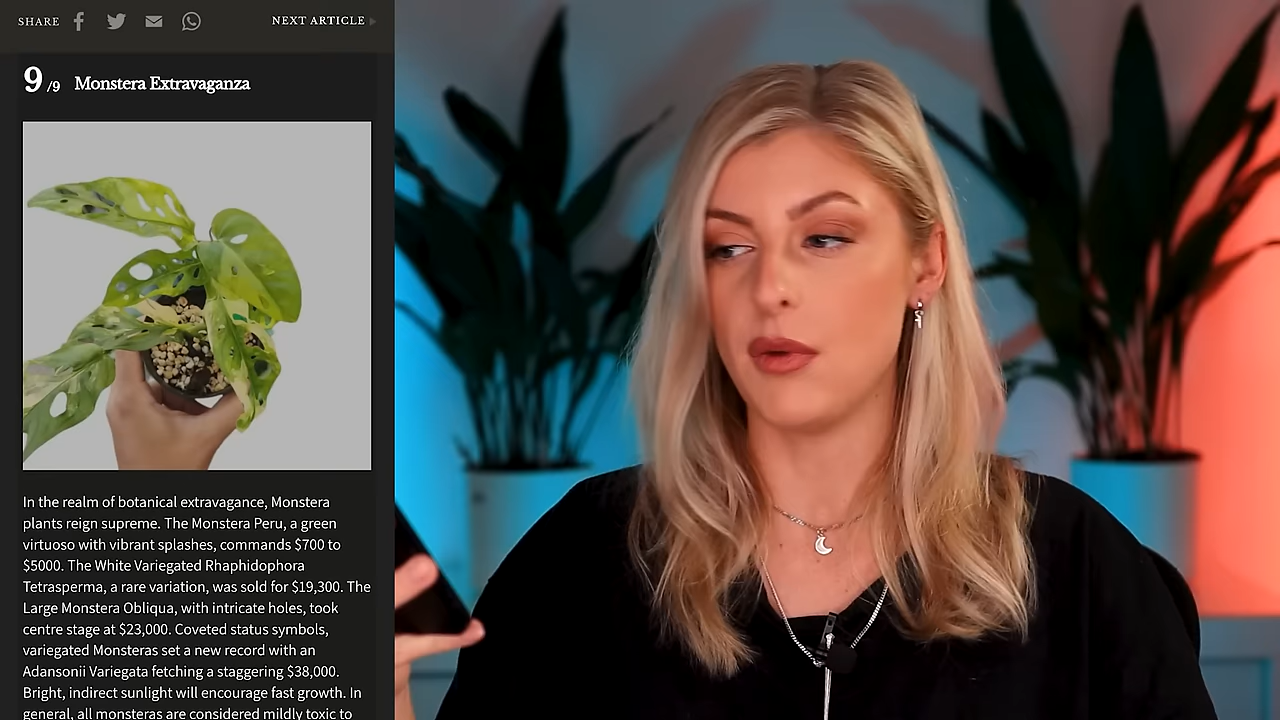 SHARE
NEXT ARTICLE
9 /9 Monstera Extravaganza
In the realm of botanical extravagance, Monstera
plants reign supreme. The Monstera Peru, a green
virtuoso with vibrant splashes, commands $700 to
$5000. The White Variegated Rhaphidophora
Tetrasperma, a rare variation, was sold for $19,300. The
Large Monstera Obliqua, with intricate holes, took
centre stage at $23,000. Coveted status symbols,
variegated Monsteras set a new record with an
Adansonii Variegata fetching a staggering $38,000.
Bright, indirect sunlight will encourage fast growth. In
general, all monsteras are considered mildly toxic to